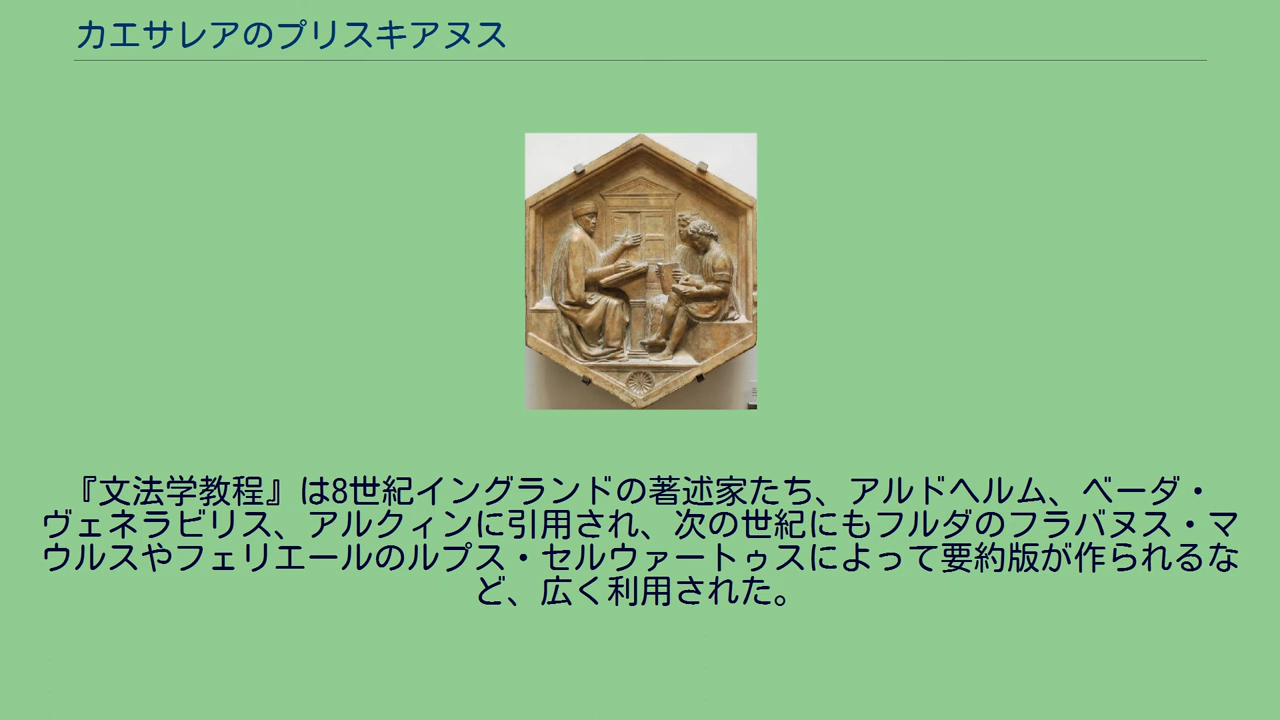 カエサレアのプリスキアヌス
『文法学教程』は8世紀イングランドの著述家たち、アルドヘルム、ベーダ・
ヴェネラビリス、アルクィンに引用され、次の世紀にもフルダのフラバヌス・マ
ウルスやフェリエールのルプス・セルウァートゥスによって要約版が作られるな
ど、広く利用された。